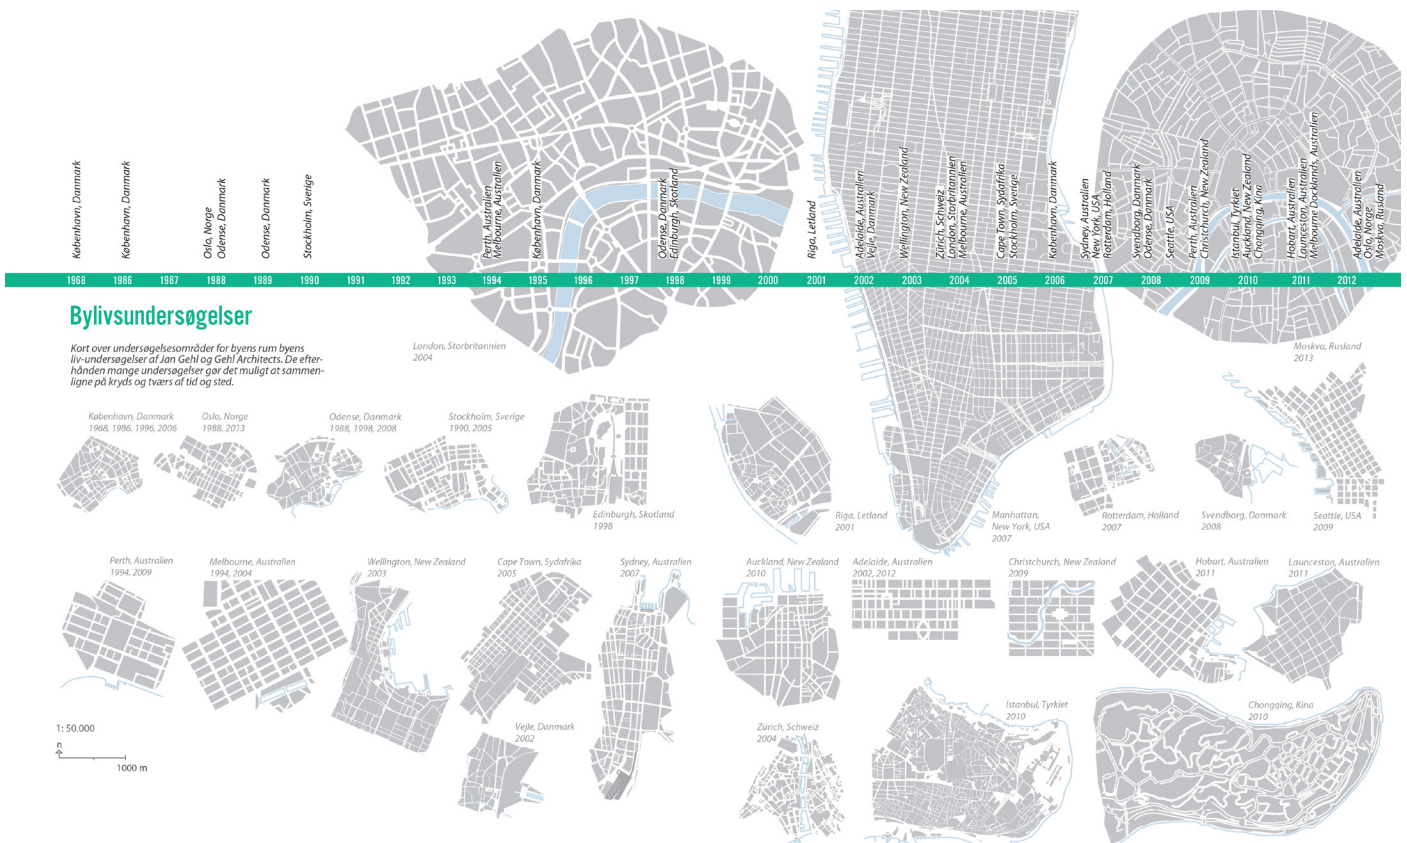 København, Danmark
København, Danmark
Oslo, Norge
Odense, Danmark
Odense, Danmark
Stockholm, Sverige
Perth, Australien
Melbourne, Australien
København, Danmark
Odense, Danmark
Edinburgh, Skotland
Riga, Letland
Adelaide, Australien
Vejle, Danmark
Wellington, New Zealand
Zürich, Schweiz
London, Storbritannien
Melbourne, Australien
Cape Town, Sydafrika
Stockholm, Sverige
København, Danmark
Sydney, Australien
New York, USA
Rotterdam, Holland
Svendborg, Danmark
Odense, Danmark
Seattle, USA
Perth, Australien
Christchurch, New Zealand
Istanbul, Tyrkiet
Auckland, New Zealand
Chongqing, Kina
Hobart, Australien
Launceston, Australien
Melbourne Docklands, Australien
Adelaide, Australien
Oslo, Norge
Moskva, Rusland
1968 1986 1987 1988 1989 1990 1991 1992 1993 1994 1995 1996 1997 1998 1999 2000 2001 2002 2003 2004 2005 2006 2007 2008 2009 2010 2011 2012
Bylivsundersøgelser
Kort over undersøgelsesområder for byens rum byens
liv-undersøgelser af Jan Gehl og Gehl Architects. De efter-
hånden mange undersøgelser gør det muligt at sammen-
ligne på kryds og tværs af tid og sted.
London, Storbritannien
2004
Moskva, Rusland
2013
København, Danmark
1968, 1986, 1996, 2006
Oslo, Norge
1988, 2013
Odense, Danmark
1988, 1998, 2008
Stockholm, Sverige
1990, 2005
Edinburgh, Skotland
1998
Riga, Letland
2001
Manhattan,
New York, USA
2007
Rotterdam, Holland
2007
Svendborg, Danmark
2008
Seattle, USA
2009
Perth, Australien
1994. 2009
Melbourne, Australien
1994, 2004
Wellington, New Zealand
2003
Cape Town, Sydafrika
2005
Sydney, Australien
2007
Auckland, New Zealand
2010
Adelaide, Australien
2002, 2012
Christchurch, New Zealand
2009
Hobart, Australien
2011
Launceston, Australien
2011
Vejle, Danmark
2002
Zürich, Schweiz
2004
Istanbul, Tyrkiet
2010
Chongqing, Kina
2010
1: 50.000
n
1000 m